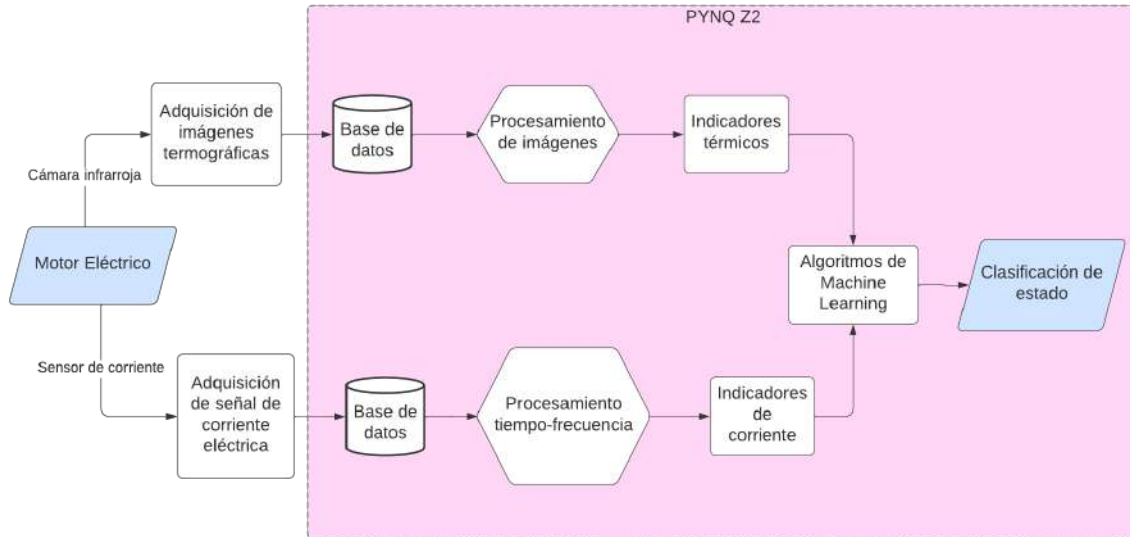 PYNQ Z2
Adquisición de
imágenes
termográficas
Base de
datos
Procesamiento
de imágenes
Indicadores
térmicos
Cámara infrarroja
Motor Eléctrico
Algoritmos de
Machine
Learning
Clasificación de
estado
Sensor de corriente
Adquisición
de señal de
corriente
eléctrica
Base de
datos
Procesamiento
tiempo-frecuencia
Indicadores
de
corriente